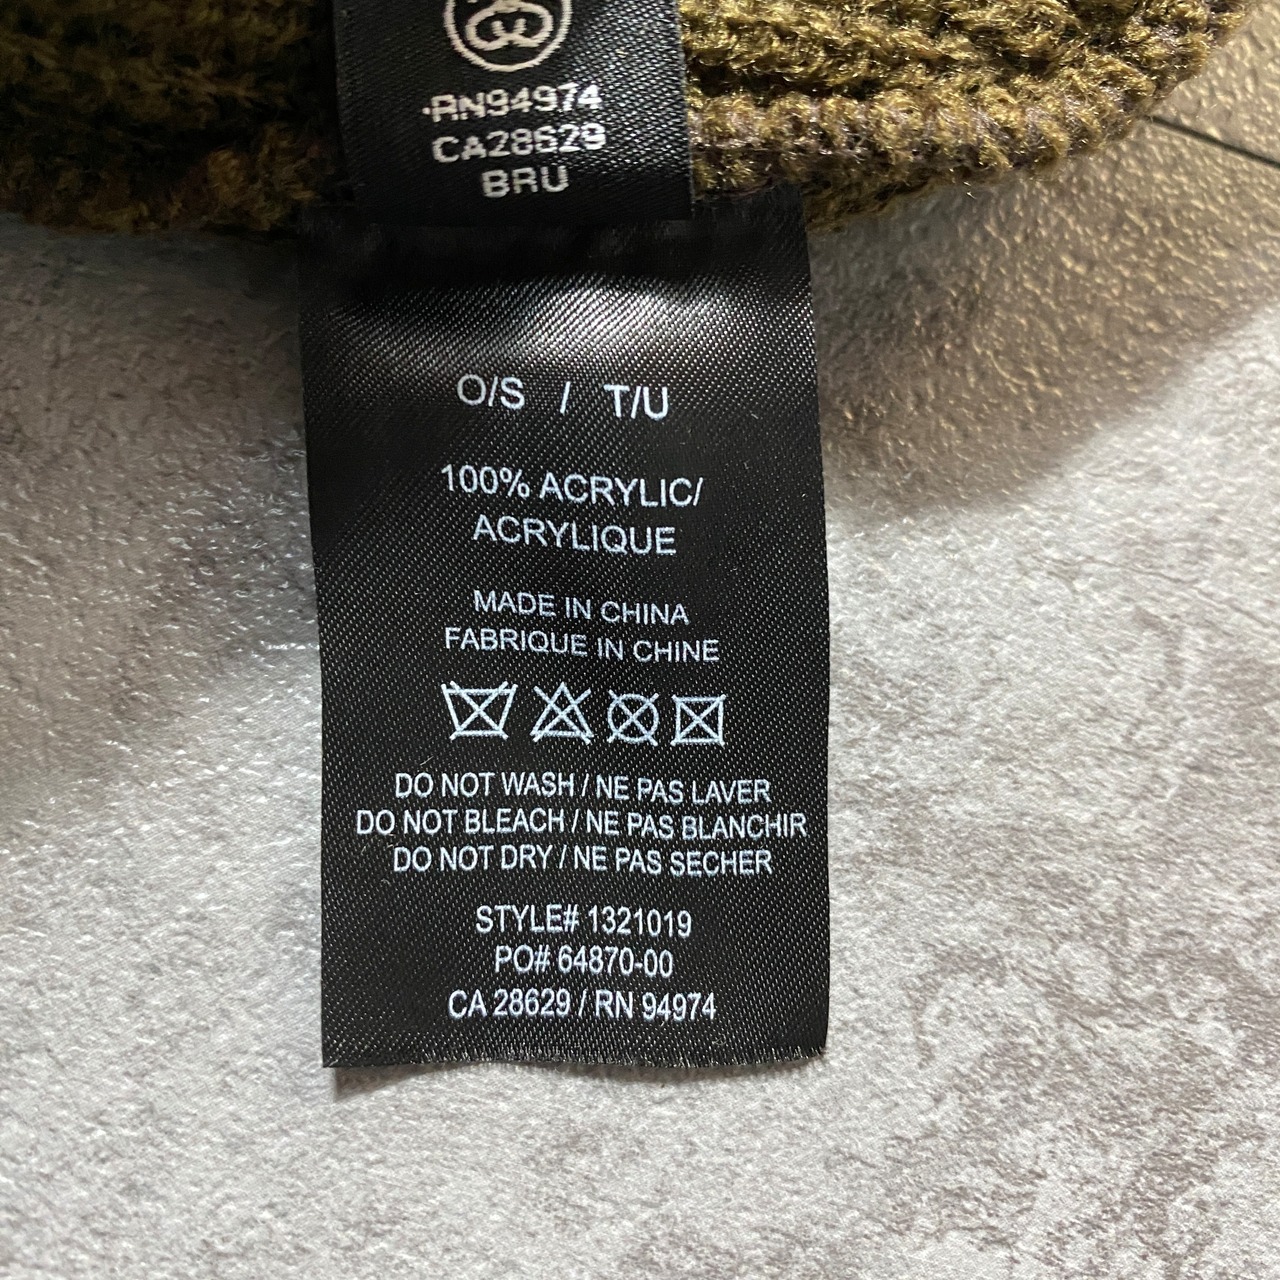 RN94974
CA28629
BRU
O/S / T/U
100% ACRYLIC/
ACRYLIQUE
MADE IN CHINA
FABRIQUE IN CHINE
DO NOT WASH / NE PAS LAVER
DO NOT BLEACH / NE PAS BLANCHIR
DO NOT DRY / NE PAS SECHER
STYLE# 1321019
PO# 64870-00
CA 28629 / RN 94974